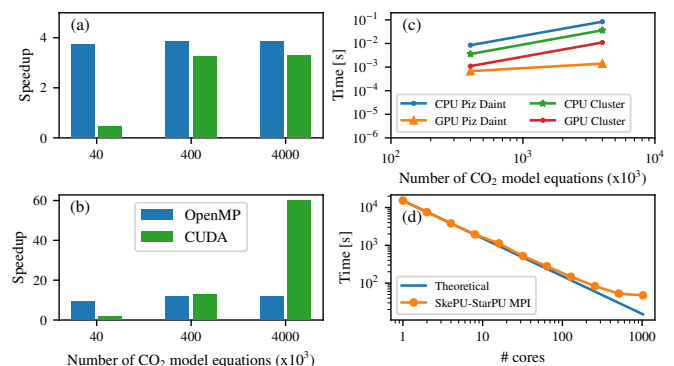 (a)
Speedup
4
2
0
40
400
4000
(b)
Speedup
60
40
20
0
OpenMP
CUDA
40
400
4000
Number of CO₂ model equations (x10³)
(c)
Time [s]
10⁻¹
10⁻²
10⁻³
10⁻⁴
10⁻⁵
10⁻⁶
CPU Piz Daint
GPU Piz Daint
CPU Cluster
GPU Cluster
10²
10³
10⁴
Number of CO₂ model equations (x10³)
(d)
Time [s]
10⁴
10³
10²
Theoretical
SkePU-StarPU MPI
1
10
100
1000
# cores